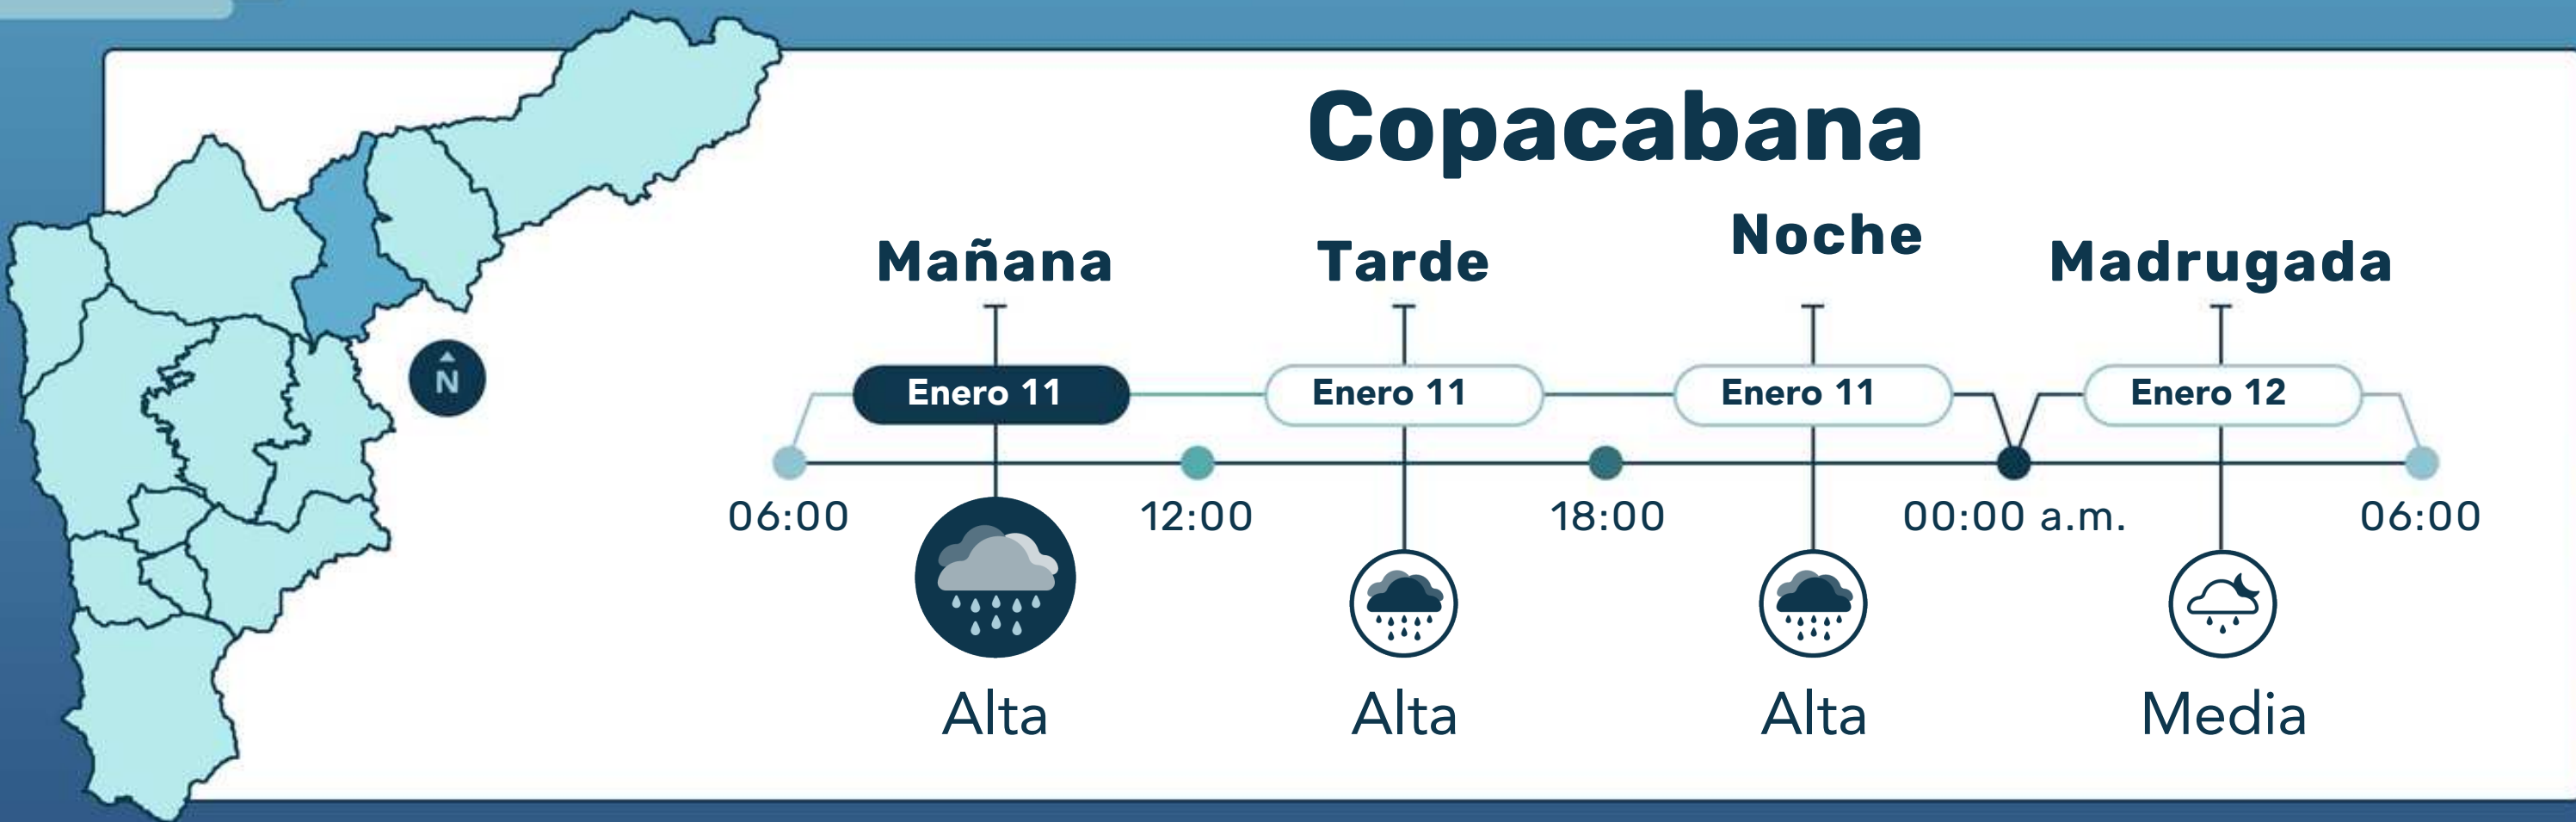 Copacabana
Mañana Tarde Noche Madrugada
Enero 11 Enero 11 Enero 11 Enero 12
N
06:00 12:00 18:00 00:00 a.m. 06:00
Alta Alta Alta Media